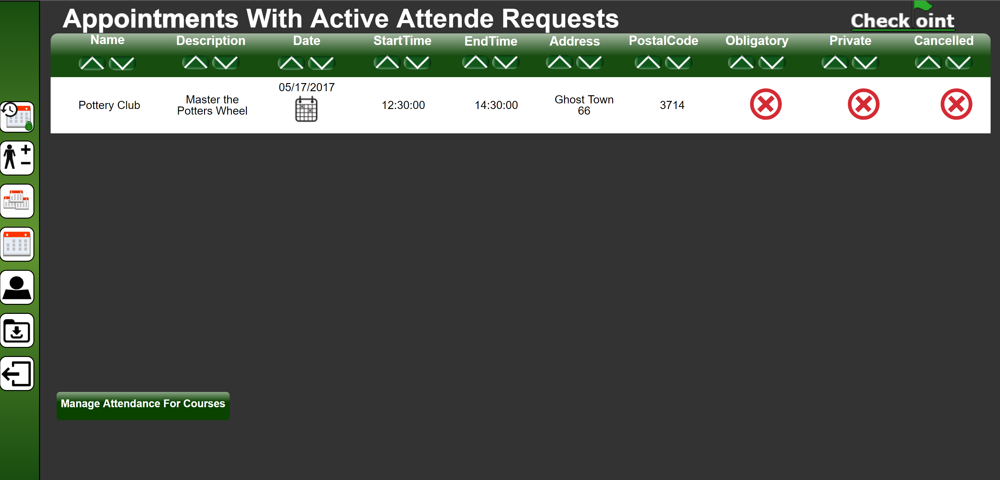 Appointments With Active Attende Requests
Check oint
Name Description Date StartTime EndTime Address PostalCode Obligatory Private Cancelled
05/17/2017
Pottery Club Master the Potters Wheel 12:30:00 14:30:00 Ghost Town 66 3714
Manage Attendance For Courses